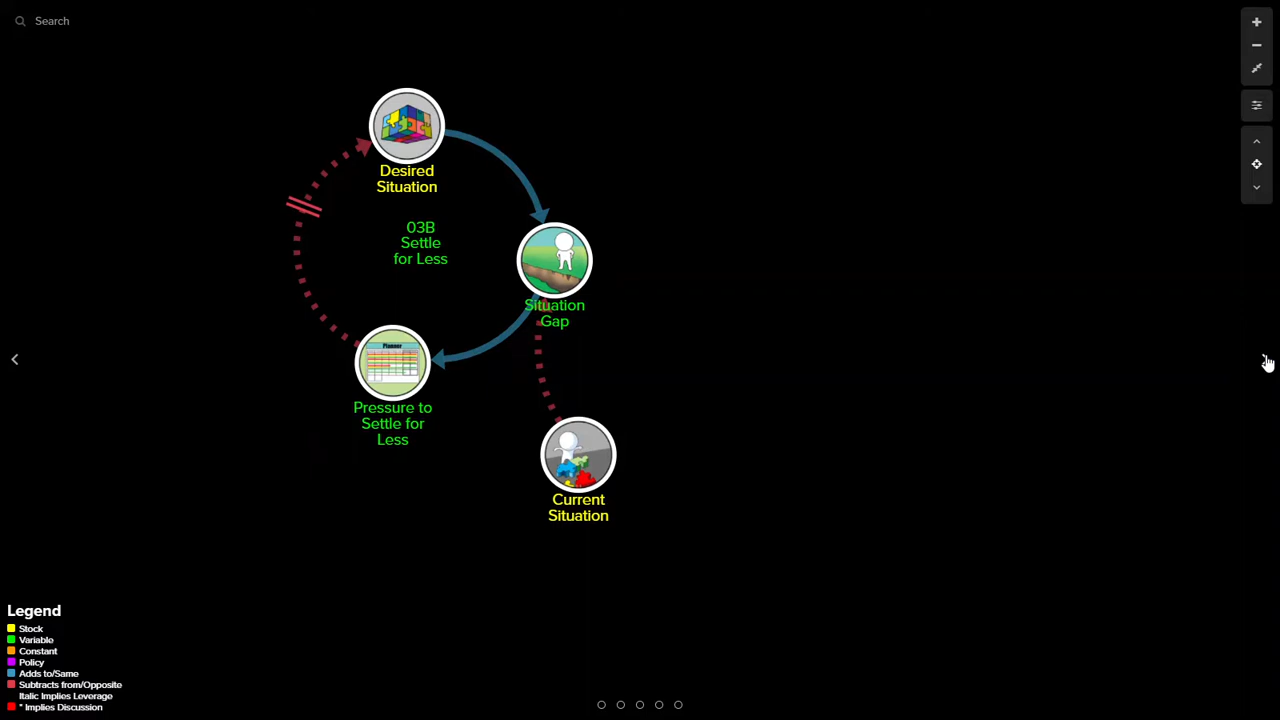 Search
Desired
Situation
03B
Settle
for Less
Situation
Gap
Planner
Pressure to
Settle for
Less
Current
Situation
Legend
Stock
Variable
Constant
Policy
Adds to/Same
Subtracts from/Opposite
Italic Implies Leverage
* Implies Discussion